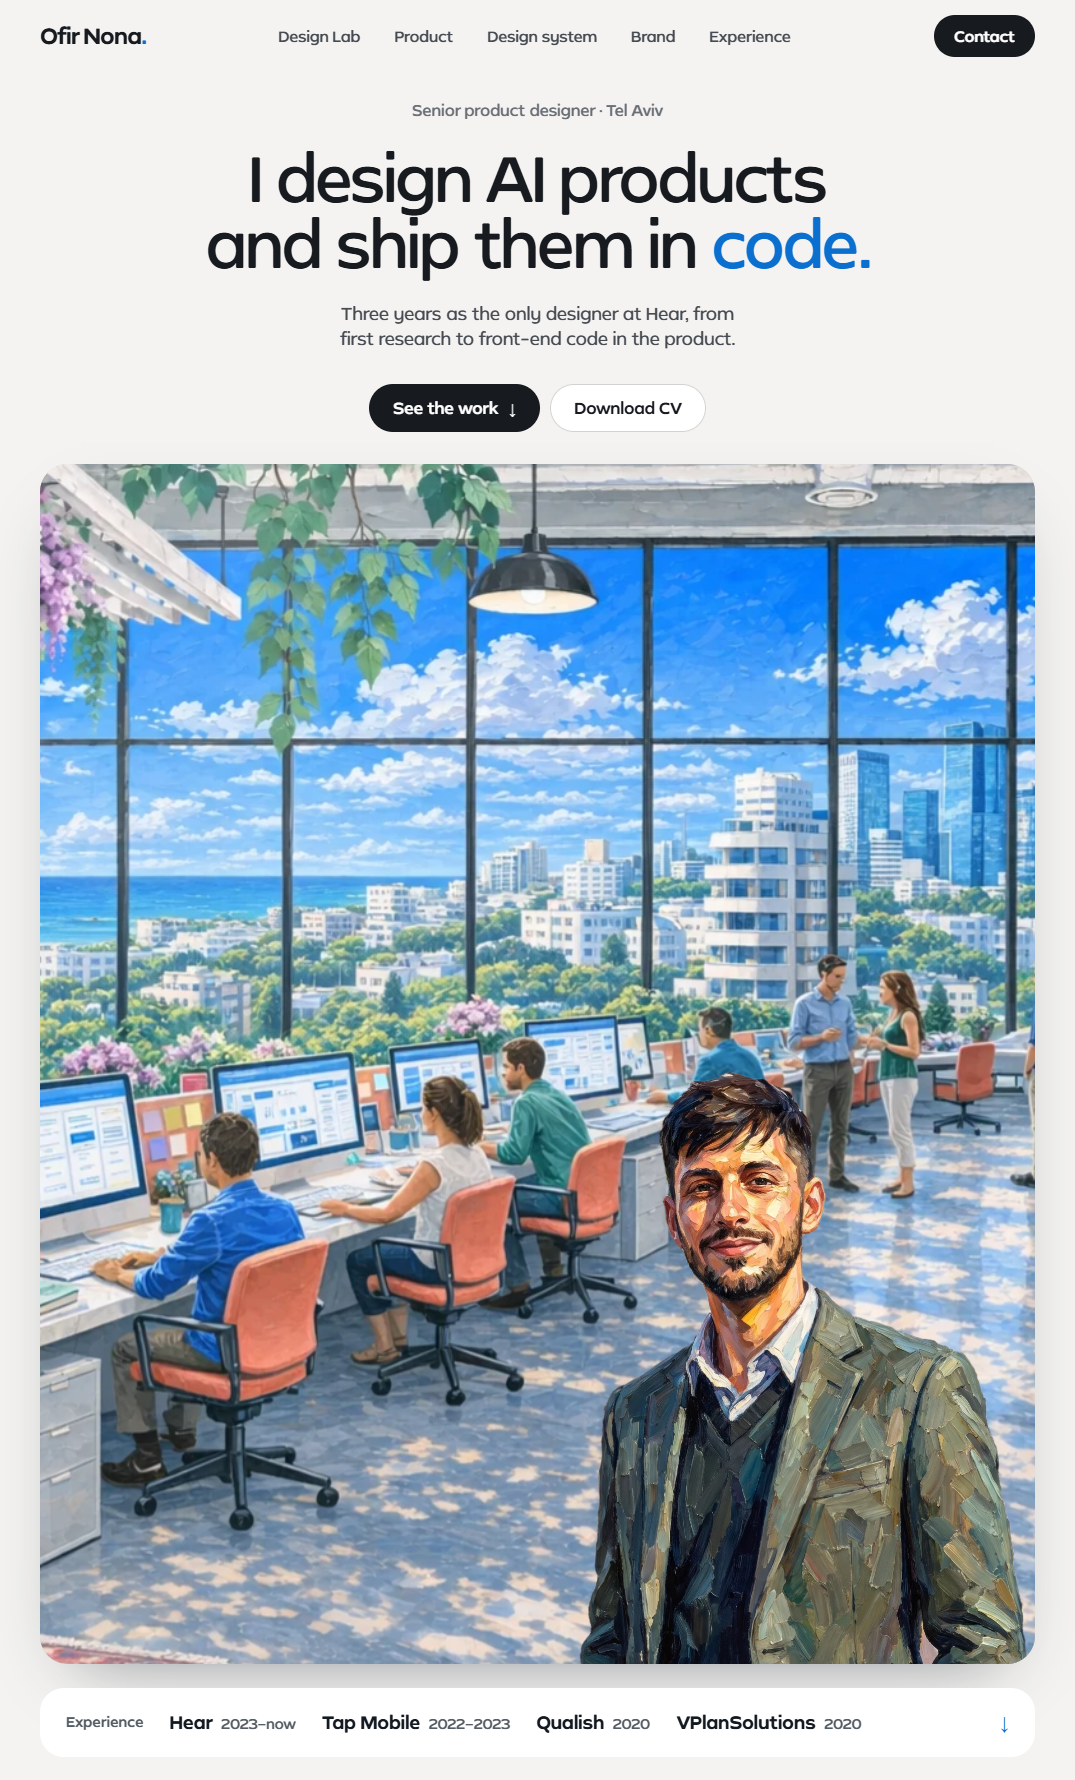 Ofir Nona.
Design Lab
Product
Design system
Brand
Experience
Contact
Senior product designer · Tel Aviv
I design AI products
and ship them in code.
Three years as the only designer at Hear, from
first research to front-end code in the product.
See the work ↓
Download CV
Experience Hear 2023–now Tap Mobile 2022–2023 Qualish 2020 VPlanSolutions 2020 ↓